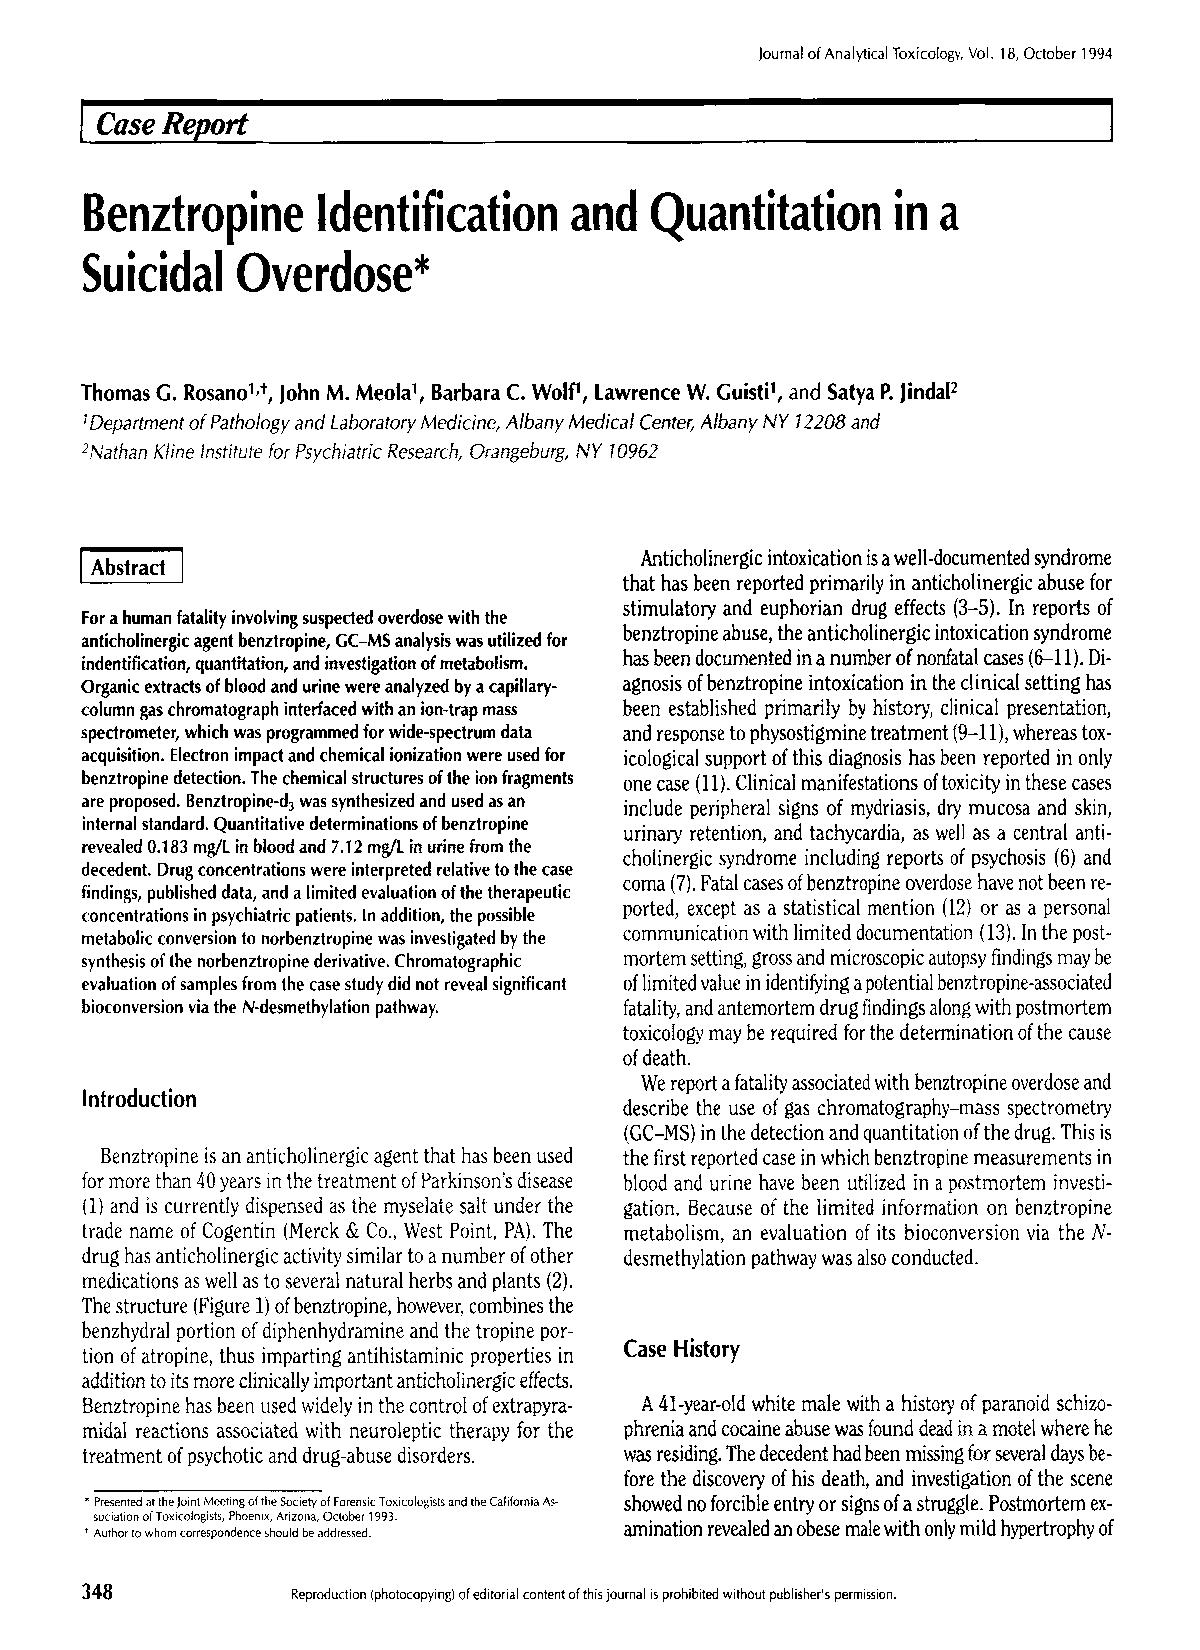 Journal of Analytical Toxicology, Vol. 18, October 1994
Case Report
Benztropine Identification and Quantitation in a
Suicidal Overdose*
Thomas G. Rosano1,†, John M. Meola1, Barbara C. Wolf1, Lawrence W. Guisti1, and Satya P. Jindal2
1Department of Pathology and Laboratory Medicine, Albany Medical Center, Albany NY 12208 and
2Nathan Kline Institute for Psychiatric Research, Orangeburg, NY 10962
Abstract
For a human fatality involving suspected overdose with the
anticholinergic agent benztropine, GC–MS analysis was utilized for
indentification, quantitation, and investigation of metabolism.
Organic extracts of blood and urine were analyzed by a capillary-
column gas chromatograph interfaced with an ion-trap mass
spectrometer, which was programmed for wide-spectrum data
acquisition. Electron impact and chemical ionization were used for
benztropine detection. The chemical structures of the ion fragments
are proposed. Benztropine-d3 was synthesized and used as an
internal standard. Quantitative determinations of benztropine
revealed 0.183 mg/L in blood and 7.12 mg/L in urine from the
decedent. Drug concentrations were interpreted relative to the case
findings, published data, and a limited evaluation of the therapeutic
concentrations in psychiatric patients. In addition, the possible
metabolic conversion to norbenztropine was investigated by the
synthesis of the norbenztropine derivative. Chromatographic
evaluation of samples from the case study did not reveal significant
bioconversion via the N-desmethylation pathway.
Introduction
Benztropine is an anticholinergic agent that has been used
for more than 40 years in the treatment of Parkinson's disease
(1) and is currently dispensed as the myselate salt under the
trade name of Cogentin (Merck & Co., West Point, PA). The
drug has anticholinergic activity similar to a number of other
medications as well as to several natural herbs and plants (2).
The structure (Figure 1) of benztropine, however, combines the
benzhydral portion of diphenhydramine and the tropine por-
tion of atropine, thus imparting antihistaminic properties in
addition to its more clinically important anticholinergic effects.
Benztropine has been used widely in the control of extrapyra-
midal reactions associated with neuroleptic therapy for the
treatment of psychotic and drug-abuse disorders.
* Presented at the Joint Meeting of the Society of Forensic Toxicologists and the California As-
sociation of Toxicologists, Phoenix, Arizona, October 1993.
† Author to whom correspondence should be addressed.
Anticholinergic intoxication is a well-documented syndrome
that has been reported primarily in anticholinergic abuse for
stimulatory and euphorian drug effects (3–5). In reports of
benztropine abuse, the anticholinergic intoxication syndrome
has been documented in a number of nonfatal cases (6–11). Di-
agnosis of benztropine intoxication in the clinical setting has
been established primarily by history, clinical presentation,
and response to physostigmine treatment (9–11), whereas tox-
icological support of this diagnosis has been reported in only
one case (11). Clinical manifestations of toxicity in these cases
include peripheral signs of mydriasis, dry mucosa and skin,
urinary retention, and tachycardia, as well as a central anti-
cholinergic syndrome including reports of psychosis (6) and
coma (7). Fatal cases of benztropine overdose have not been re-
ported, except as a statistical mention (12) or as a personal
communication with limited documentation (13). In the post-
mortem setting, gross and microscopic autopsy findings may be
of limited value in identifying a potential benztropine-associated
fatality, and antemortem drug findings along with postmortem
toxicology may be required for the determination of the cause
of death.
We report a fatality associated with benztropine overdose and
describe the use of gas chromatography–mass spectrometry
(GC–MS) in the detection and quantitation of the drug. This is
the first reported case in which benztropine measurements in
blood and urine have been utilized in a postmortem investi-
gation. Because of the limited information on benztropine
metabolism, an evaluation of its bioconversion via the N-
desmethylation pathway was also conducted.
Case History
A 41-year-old white male with a history of paranoid schizo-
phrenia and cocaine abuse was found dead in a motel where he
was residing. The decedent had been missing for several days be-
fore the discovery of his death, and investigation of the scene
showed no forcible entry or signs of a struggle. Postmortem ex-
amination revealed an obese male with only mild hypertrophy of
348
Reproduction (photocopying) of editorial content of this journal is prohibited without publisher's permission.